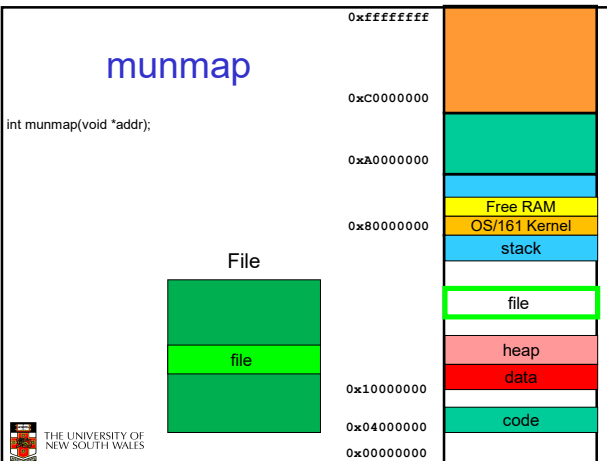 munmap
int munmap(void *addr);
0xffffffff
0xC0000000
0xA0000000
Free RAM
0x80000000
OS/161 Kernel
stack
File
file
file
heap
data
0x10000000
code
0x04000000
0x00000000
THE UNIVERSITY OF
NEW SOUTH WALES